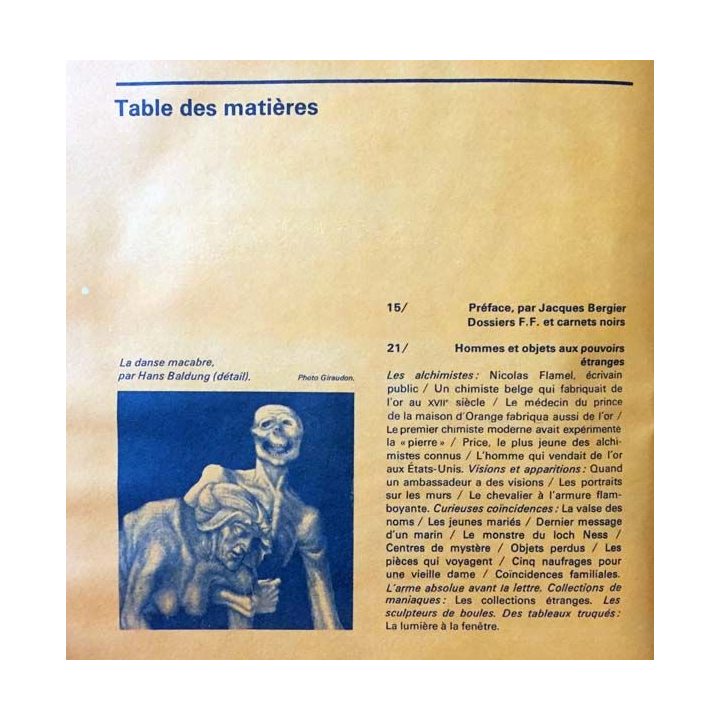 Table des matières
15/ Préface, par Jacques Bergier
Dossiers F.F. et carnets noirs
21/ Hommes et objets aux pouvoirs
étranges
La danse macabre,
par Hans Baldung (détail). Photo Giraudon.
Les alchimistes: Nicolas Flamel, écrivain
public / Un chimiste belge qui fabriquait de
l'or au XVIIe siècle / Le médecin du prince
de la maison d'Orange fabriqua aussi de l'or /
Le premier chimiste moderne avait expérimenté
la « pierre » / Price, le plus jeune des alchi-
mistes connus / L'homme qui vendait de l'or
aux États-Unis. Visions et apparitions: Quand
un ambassadeur a des visions / Les portraits
sur les murs / Le chevalier à l'armure flam-
boyante. Curieuses coïncidences: La valse des
noms / Les jeunes mariés / Dernier message
d'un marin / Le monstre du loch Ness /
Centres de mystère / Objets perdus / Les
pièces qui voyagent / Cinq naufrages pour
une vieille dame / Coïncidences familiales.
L'arme absolue avant la lettre. Collections de
maniaques: Les collections étranges. Les
sculpteurs de boules. Des tableaux truqués:
La lumière à la fenêtre.